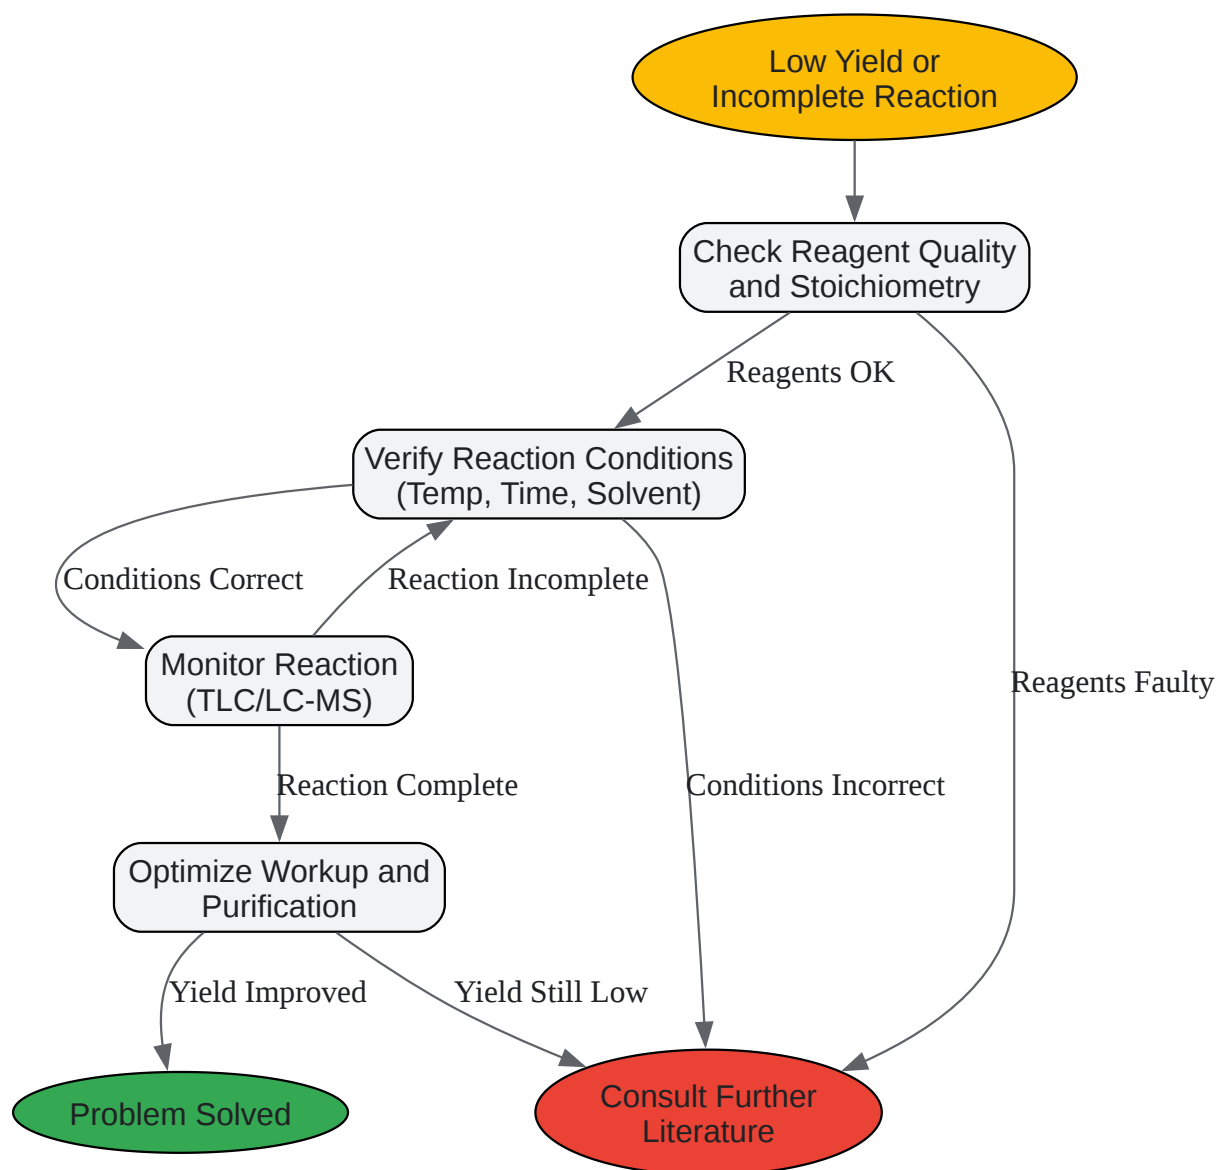 Low Yield or
Incomplete Reaction
Check Reagent Quality
and Stoichiometry
Reagents OK
Verify Reaction Conditions
(Temp, Time, Solvent)
Conditions Correct
Reaction Incomplete
Monitor Reaction
(TLC/LC-MS)
Reagents Faulty
Reaction Complete
Conditions Incorrect
Optimize Workup and
Purification
Yield Improved
Yield Still Low
Problem Solved
Consult Further
Literature